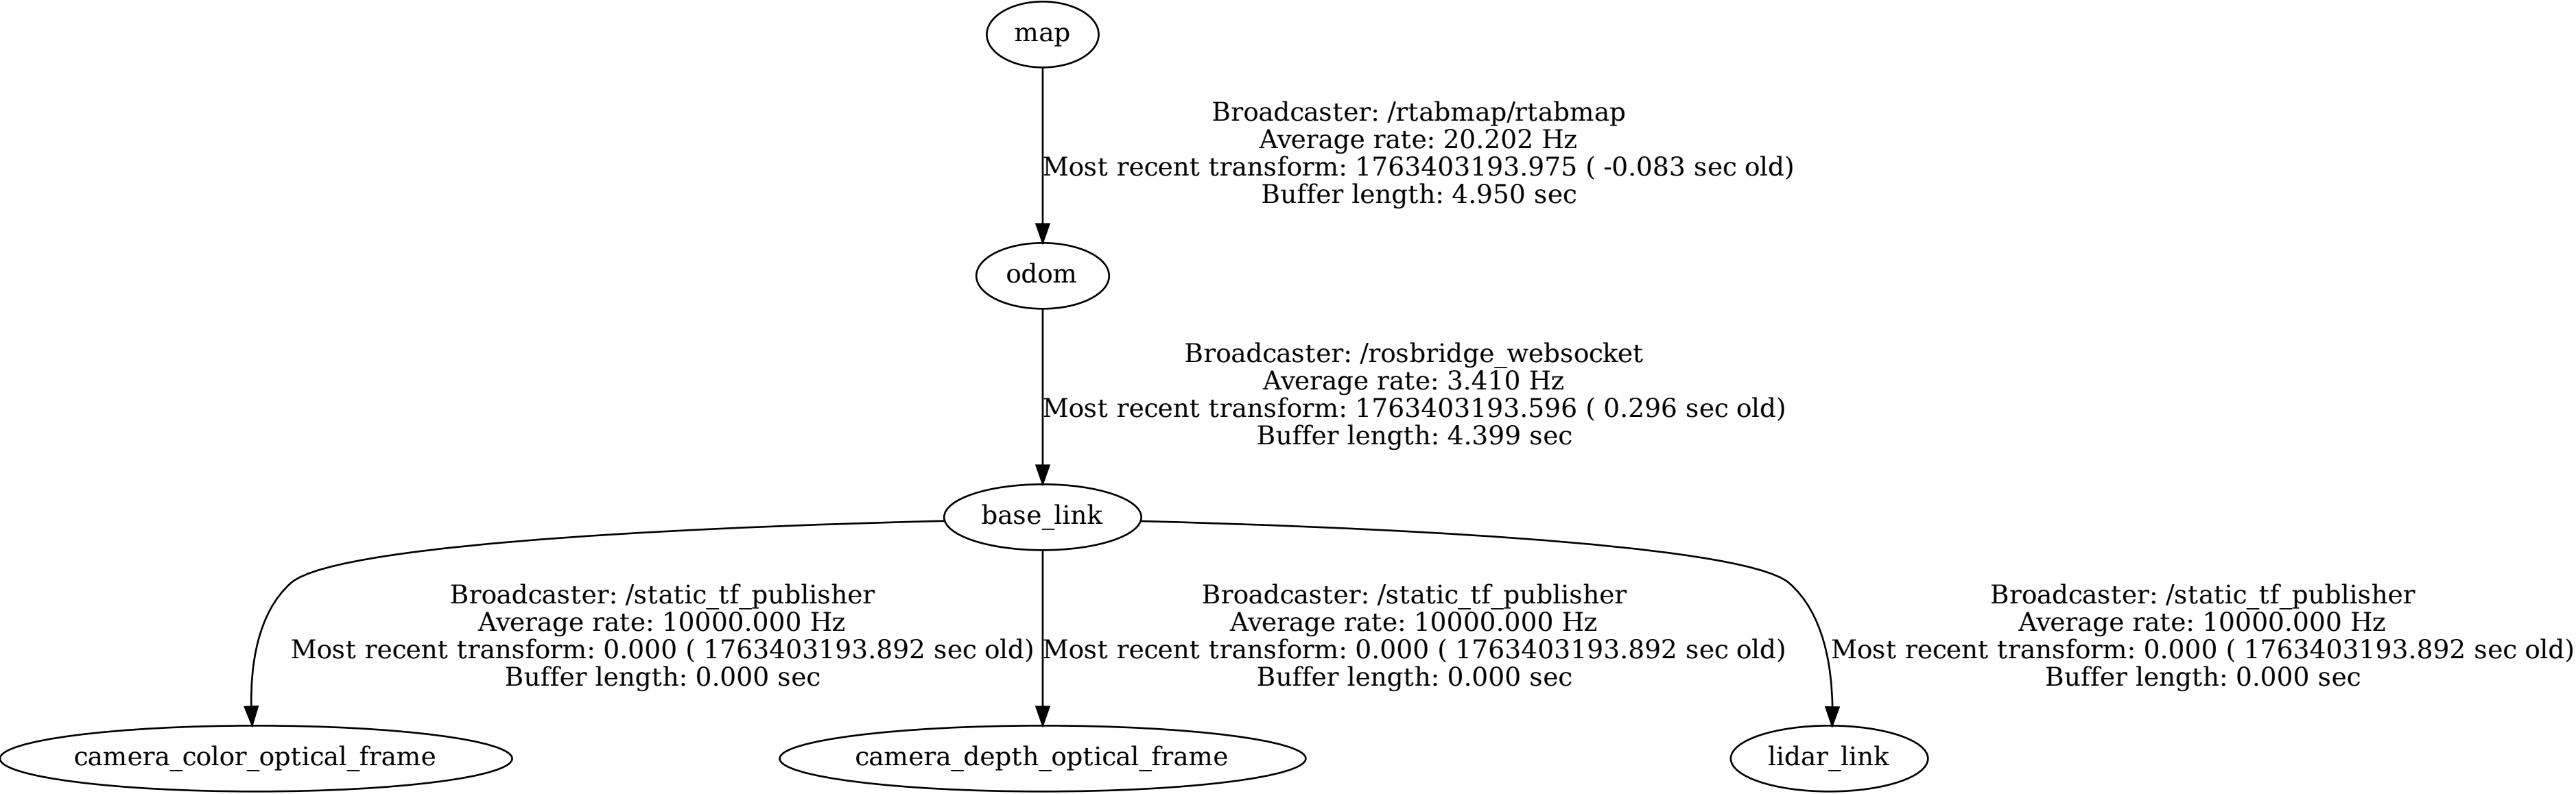 map
Broadcaster: /rtabmap/rtabmap
Average rate: 20.202 Hz
Most recent transform: 1763403193.975 ( -0.083 sec old)
Buffer length: 4.950 sec
odom
Broadcaster: /rosbridge_websocket
Average rate: 3.410 Hz
Most recent transform: 1763403193.596 ( 0.296 sec old)
Buffer length: 4.399 sec
base_link
Broadcaster: /static_tf_publisher
Average rate: 10000.000 Hz
Most recent transform: 0.000 ( 1763403193.892 sec old)
Buffer length: 0.000 sec
Broadcaster: /static_tf_publisher
Average rate: 10000.000 Hz
Most recent transform: 0.000 ( 1763403193.892 sec old)
Buffer length: 0.000 sec
Broadcaster: /static_tf_publisher
Average rate: 10000.000 Hz
Most recent transform: 0.000 ( 1763403193.892 sec old)
Buffer length: 0.000 sec
camera_color_optical_frame
camera_depth_optical_frame
lidar_link